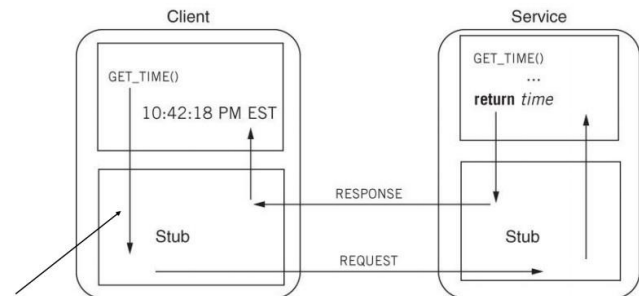 Client
GET_TIME()
10:42:18 PM EST
Stub
RESPONSE
REQUEST
Service
GET_TIME()
...
return time
Stub